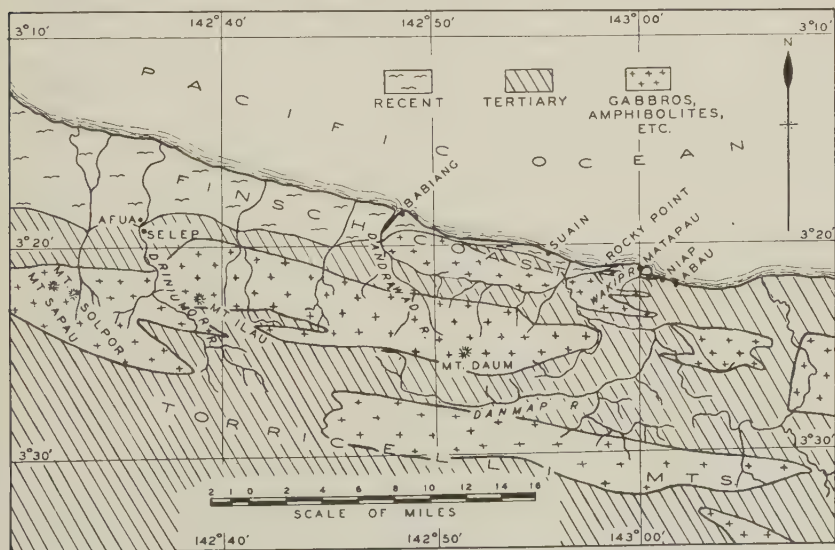 142°40'
142°50'
143°00'
3°10'
3°10'
N
PACIFIC OCEAN
RECENT
TERTIARY
GABBROS,
AMPHIBOLITES,
ETC.
FINSCH COAST
BABIANG
AFUA
SELEP
DANDRAWAD R.
SUAIN
ROCKY POINT
MATAPAU
WAKIP R.
NIAP
ABAU
3°20'
3°20'
MT. SAPAU
MT. SOLPOR
DRINIUMOR R.
MT. ILAU
MT. DAUM
DANMAP R.
TORRICELLI MTS.
3°30'
3°30'
2 1 0 2 4 6 8 10 12 14 16
SCALE OF MILES
142°40'
142°50'
143°00'